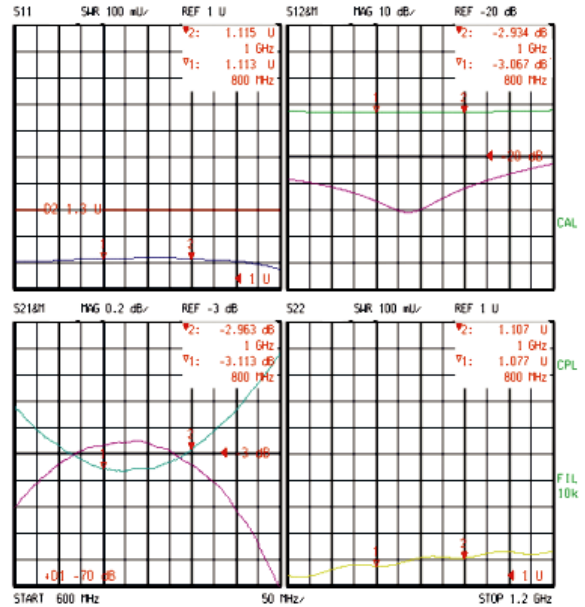 S11 SWR 100 mU/ REF 1 U
▼2: 1.115 U
1 GHz
▽1: 1.113 U
800 MHz
D2 1.3 U
1
2
1 U
S12&M MAG 10 dB/ REF -20 dB
▼2: -2.934 dB
1 GHz
▽1: -3.067 dB
800 MHz
1
2
-20 dB
CAL
S21&M MAG 0.2 dB/ REF -3 dB
▼2: -2.963 dB
1 GHz
▽1: -3.113 dB
800 MHz
2
1
-3 dB
+D1 -70 dB
S22 SWR 100 mU/ REF 1 U
▼2: 1.107 U
1 GHz
▽1: 1.077 U
800 MHz
CPL
FIL
10k
1
2
1 U
START 600 MHz 50 MHz/ STOP 1.2 GHz